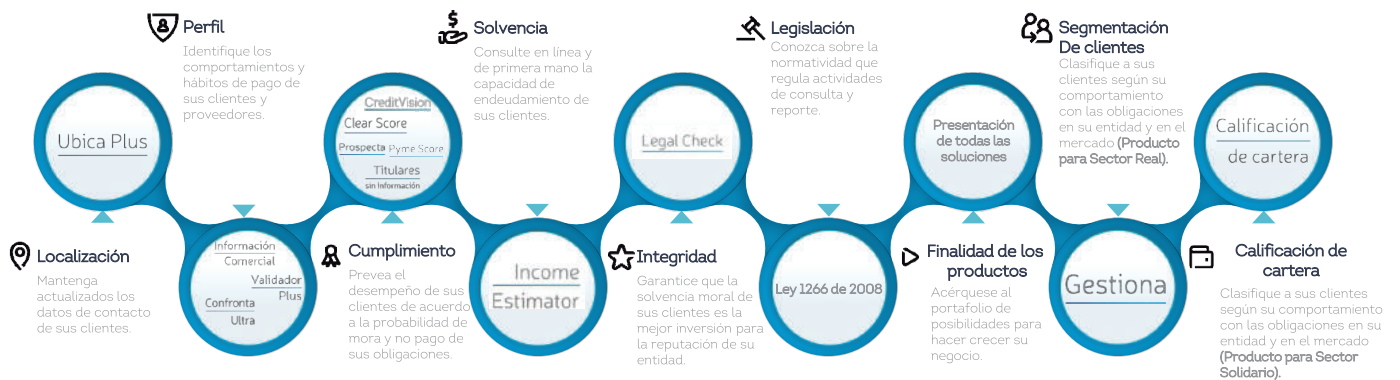 Ubica Plus
Localización
Mantenga
actualizados los
datos de contacto
de sus clientes.
Perfil
Identifique los
comportamientos y
hábitos de pago de
sus clientes y
proveedores.
Información
Comercial
Validador
Plus
Confronta
Ultra
CreditVision
Clear Score
Prospecta
Pyme Score
Titulares
sin Información
Cumplimiento
Prevea el
desempeño de sus
clientes de acuerdo
a la probabilidad de
mora y no pago de
sus obligaciones.
Solvencia
Consulte en línea y
de primera mano la
capacidad de
endeudamiento de
sus clientes.
Income
Estimator
Legal Check
Integridad
Garantice que la
solvencia moral de
sus clientes es la
mejor inversión para
la reputación de su
entidad.
Legislación
Conozca sobre la
normatividad que
regula actividades
de consulta y
reporte.
Ley 1266 de 2008
Presentación
de todas las
soluciones
Finalidad de los
productos
Acérquese al
portafolio de
posibilidades para
hacer crecer su
negocio.
Segmentación
De clientes
Clasifique a sus
clientes según su
comportamiento
con las obligaciones
en su entidad y en el
mercado (Producto
para Sector Real).
Gestiona
Calificación
de cartera
Calificación de
cartera
Clasifique a sus clientes
según su comportamiento
con las obligaciones en su
entidad y en el mercado
(Producto para Sector
Solidario).